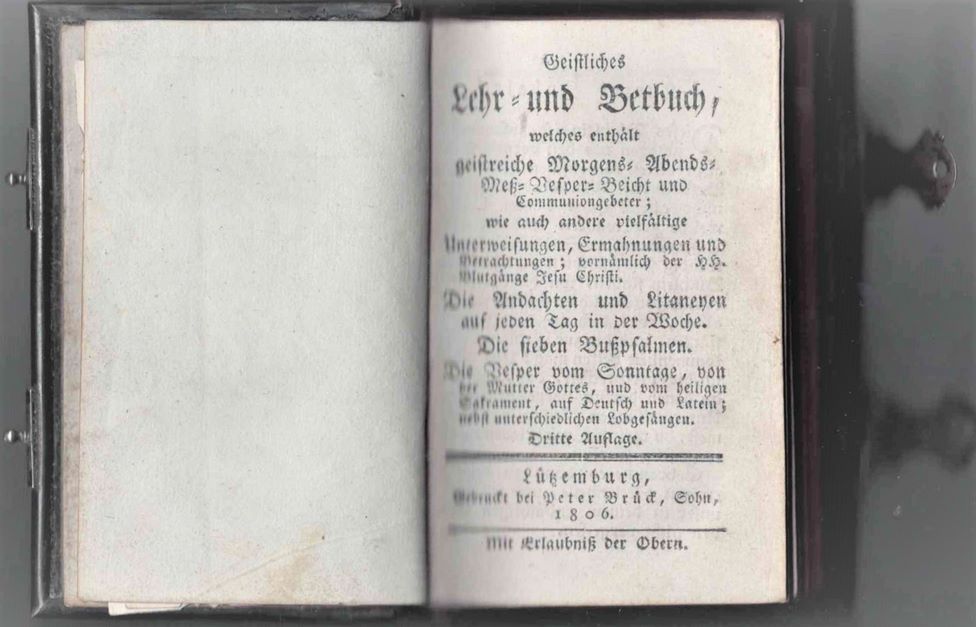 Geistliches
Lehr- und Betbuch,
welches enthält
geistreiche Morgens- Abends-
Meß- Vesper- Beicht und
Communiongebeter;
wie auch andere vielfältige
Unterweisungen, Ermahnungen und
Betrachtungen; vornämlich der HH.
Blutgänge Jesu Christi.
Die Andachten und Litaneyen
auf jeden Tag in der Woche.
Die sieben Bußpsalmen.
Die Vesper vom Sonntage, von
der Mutter Gottes, und vom heiligen
Sakrament, auf Deutsch und Latein;
nebst unterschiedlichen Lobgesängen.
Dritte Auflage.
Lützemburg,
Gedruckt bei Peter Brück, Sohn,
1806.
Mit Erlaubniß der Obern.